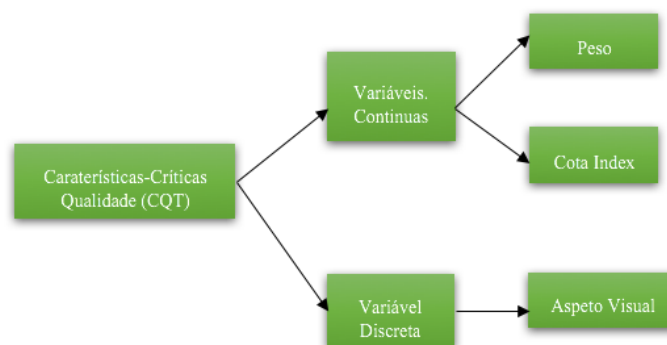 Peso
Variáveis.
Continuas
Caraterísticas-Críticas
Qualidade (CQT)
Cota Index
Variável
Discreta
Aspeto Visual